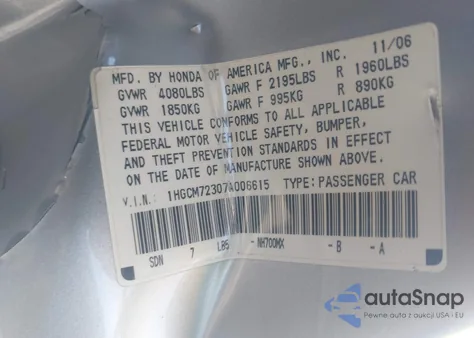 MFD. BY HONDA OF AMERICA MFG., INC. 11/06
GVWR 4080LBS GAWR F 2195LBS R 1960LBS
GVWR 1850KG GAWR F 995KG R 890KG
THIS VEHICLE CONFORMS TO ALL APPLICABLE
FEDERAL MOTOR VEHICLE SAFETY, BUMPER,
AND THEFT PREVENTION STANDARDS IN EFFECT
ON THE DATE OF MANUFACTURE SHOWN ABOVE.
V.I.N.: 1HGCM72307A006615 TYPE: PASSENGER CAR
SDN 7 LBS -NH700MX -B -A
autoSnap
Pewne auta z aukcji USA i EU